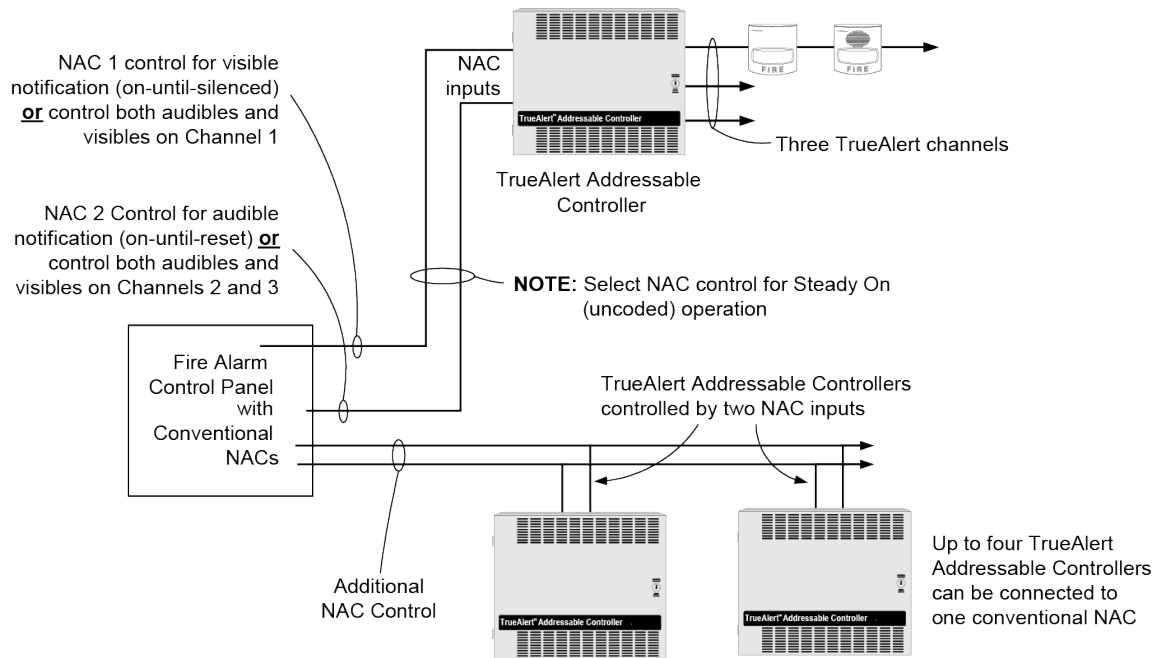 NAC 1 control for visible
notification (on-until-silenced)
or control both audibles and
visibles on Channel 1
NAC
inputs
TrueAlert™ Addressable Controller
FIRE
FIRE
Three TrueAlert channels
TrueAlert Addressable
Controller
NAC 2 Control for audible
notification (on-until-reset) or
control both audibles and
visibles on Channels 2 and 3
NOTE: Select NAC control for Steady On
(uncoded) operation
Fire Alarm
Control Panel
with
Conventional
NACs
TrueAlert Addressable Controllers
controlled by two NAC inputs
Additional
NAC Control
TrueAlert™ Addressable Controller
TrueAlert™ Addressable Controller
Up to four TrueAlert
Addressable Controllers
can be connected to
one conventional NAC